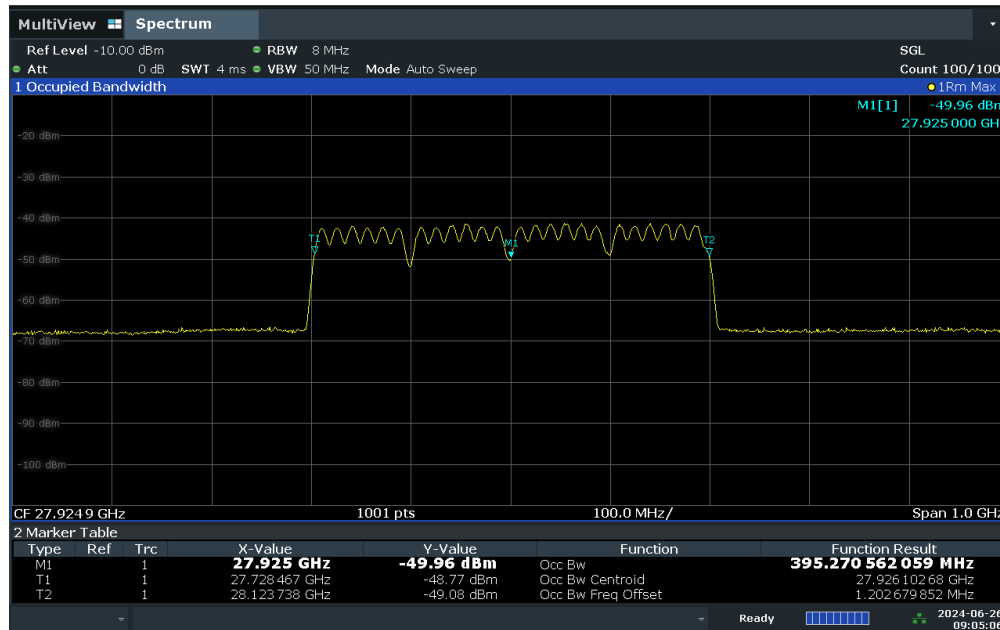 MultiView Spectrum
Ref Level -10.00 dBm RBW 8 MHz SGL
Att 0 dB SWT 4 ms VBW 50 MHz Mode Auto Sweep Count 100/100
1 Occupied Bandwidth 1Rm Max
M1[1] -49.96 dBm
27.925 000 GH
-20 dBm
-30 dBm
-40 dBm
T1 M1 T2
-50 dBm
-60 dBm
-70 dBm
-80 dBm
-90 dBm
-100 dBm
CF 27.9249 GHz 1001 pts 100.0 MHz/ Span 1.0 GHz
2 Marker Table
Type Ref Trc X-Value Y-Value Function Function Result
M1 1 27.925 GHz -49.96 dBm Occ Bw 395.270 562 059 MHz
T1 1 27.728 467 GHz -48.77 dBm Occ Bw Centroid 27.926 102 68 GHz
T2 1 28.123 738 GHz -49.08 dBm Occ Bw Freq Offset 1.202 679 852 MHz
Ready 2024-06-26
09:05:06